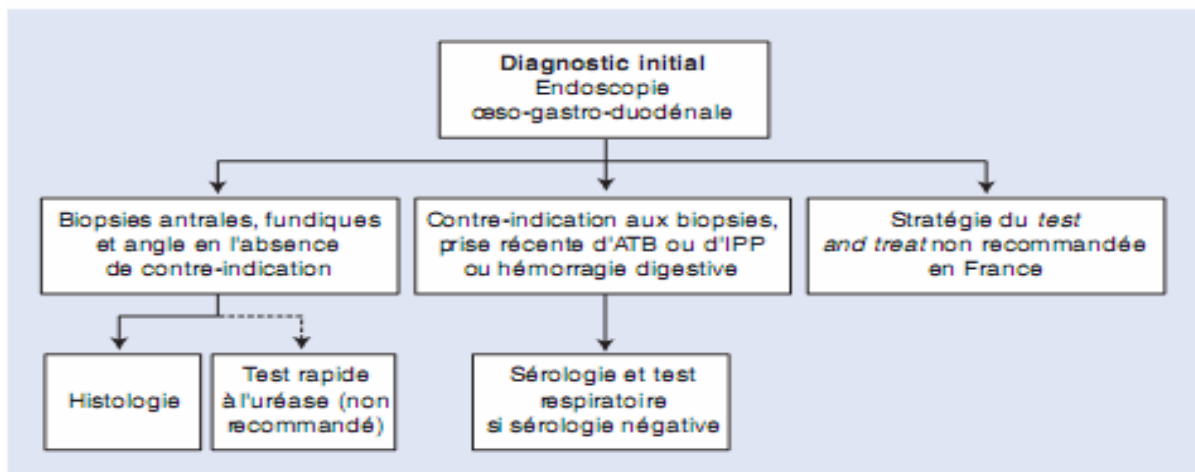 Diagnostic initial
Endoscopie
œso-gastro-duodénale
Biopsies antrales, fundiques
et angle en l'absence
de contre-indication
Contre-indication aux biopsies,
prise récente d'ATB ou d'IPP
ou hémorragie digestive
Stratégie du test
and treat non recommandée
en France
Histologie
Test rapide
à l'uréase (non
recommandé)
Sérologie et test
respiratoire
si sérologie négative